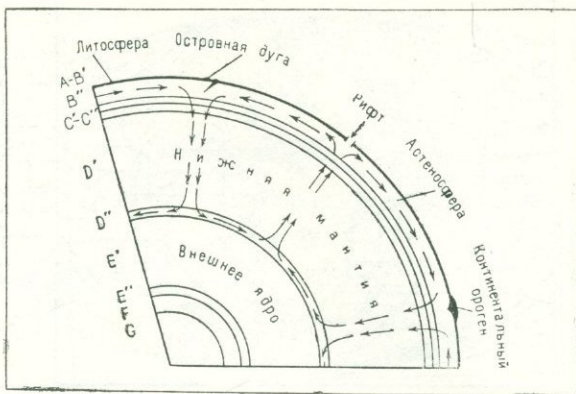 Литосфера
Островная дуга
Рифт
Астеносфера
Континентальный
ороген
A-B'
B''
C'-C''
D'
D''
E'
E''
F
G
Нижняя мантия
Внешнее ядро